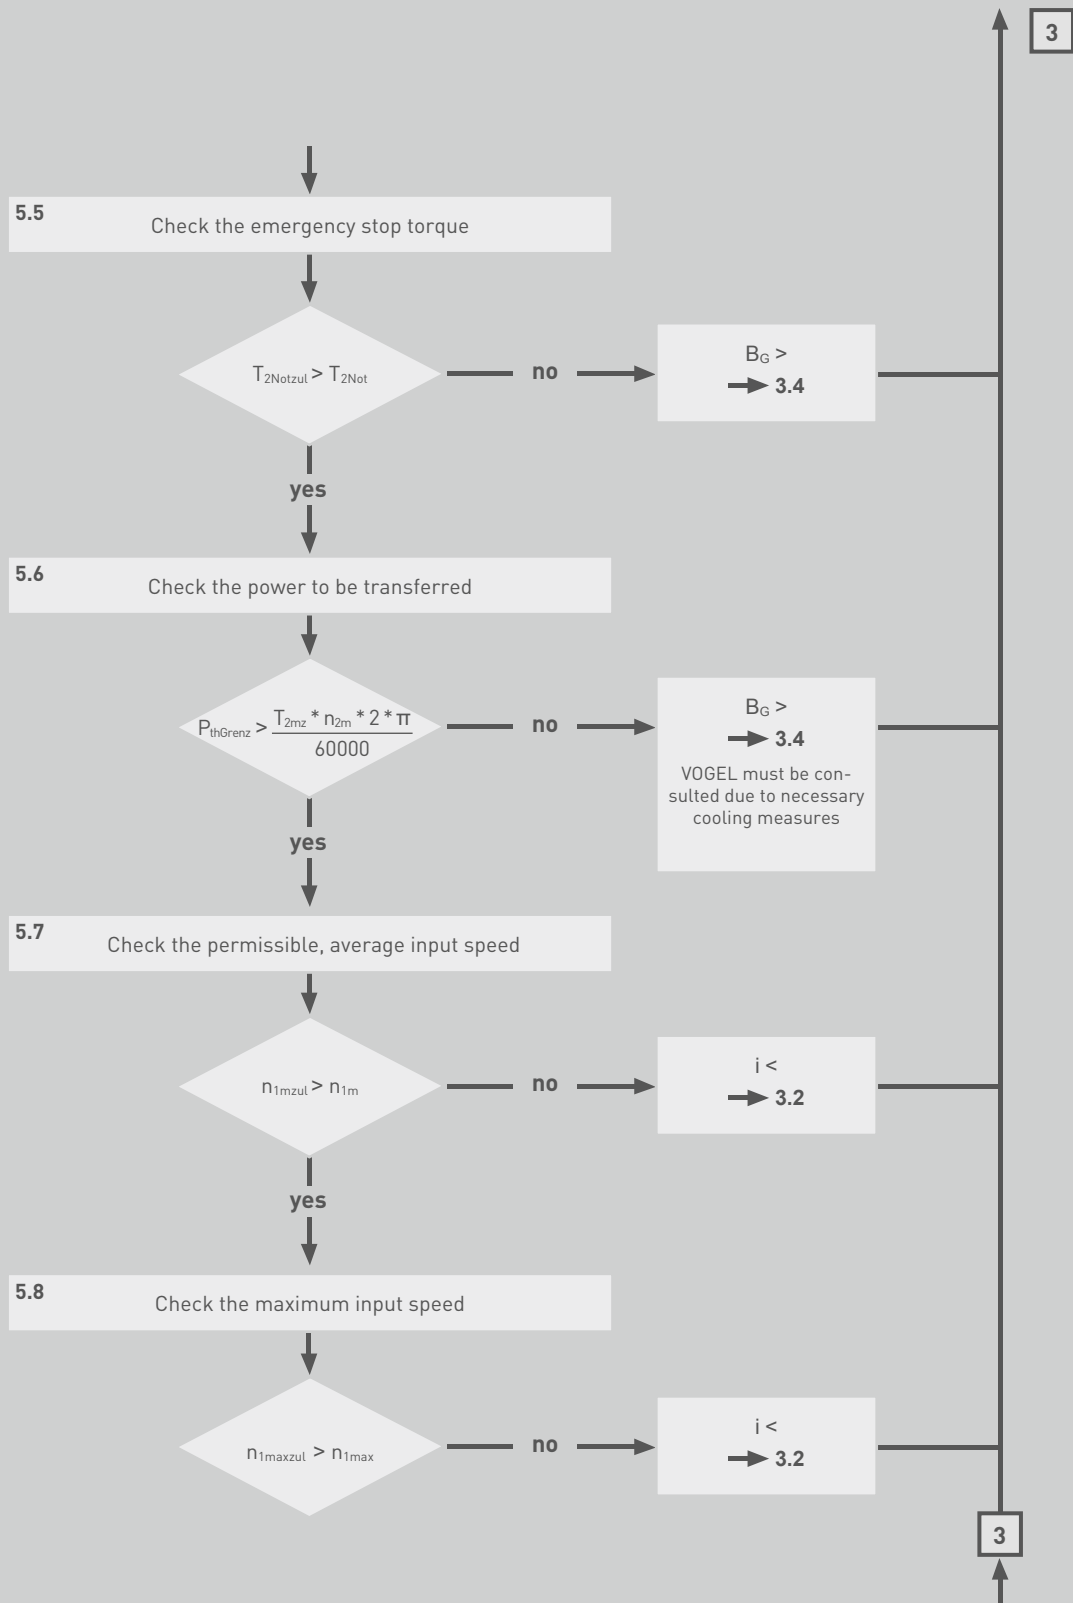 3
5.5
Check the emergency stop torque
T2Notzul > T2Not
no
BG >
3.4
yes
5.6
Check the power to be transferred
PthGrenz > T2mz * n2m * 2 * π
60000
no
BG >
3.4
VOGEL must be con-
sulted due to necessary
cooling measures
yes
5.7
Check the permissible, average input speed
n1mzul > n1m
no
i <
3.2
yes
5.8
Check the maximum input speed
n1maxzul > n1max
no
i <
3.2
3